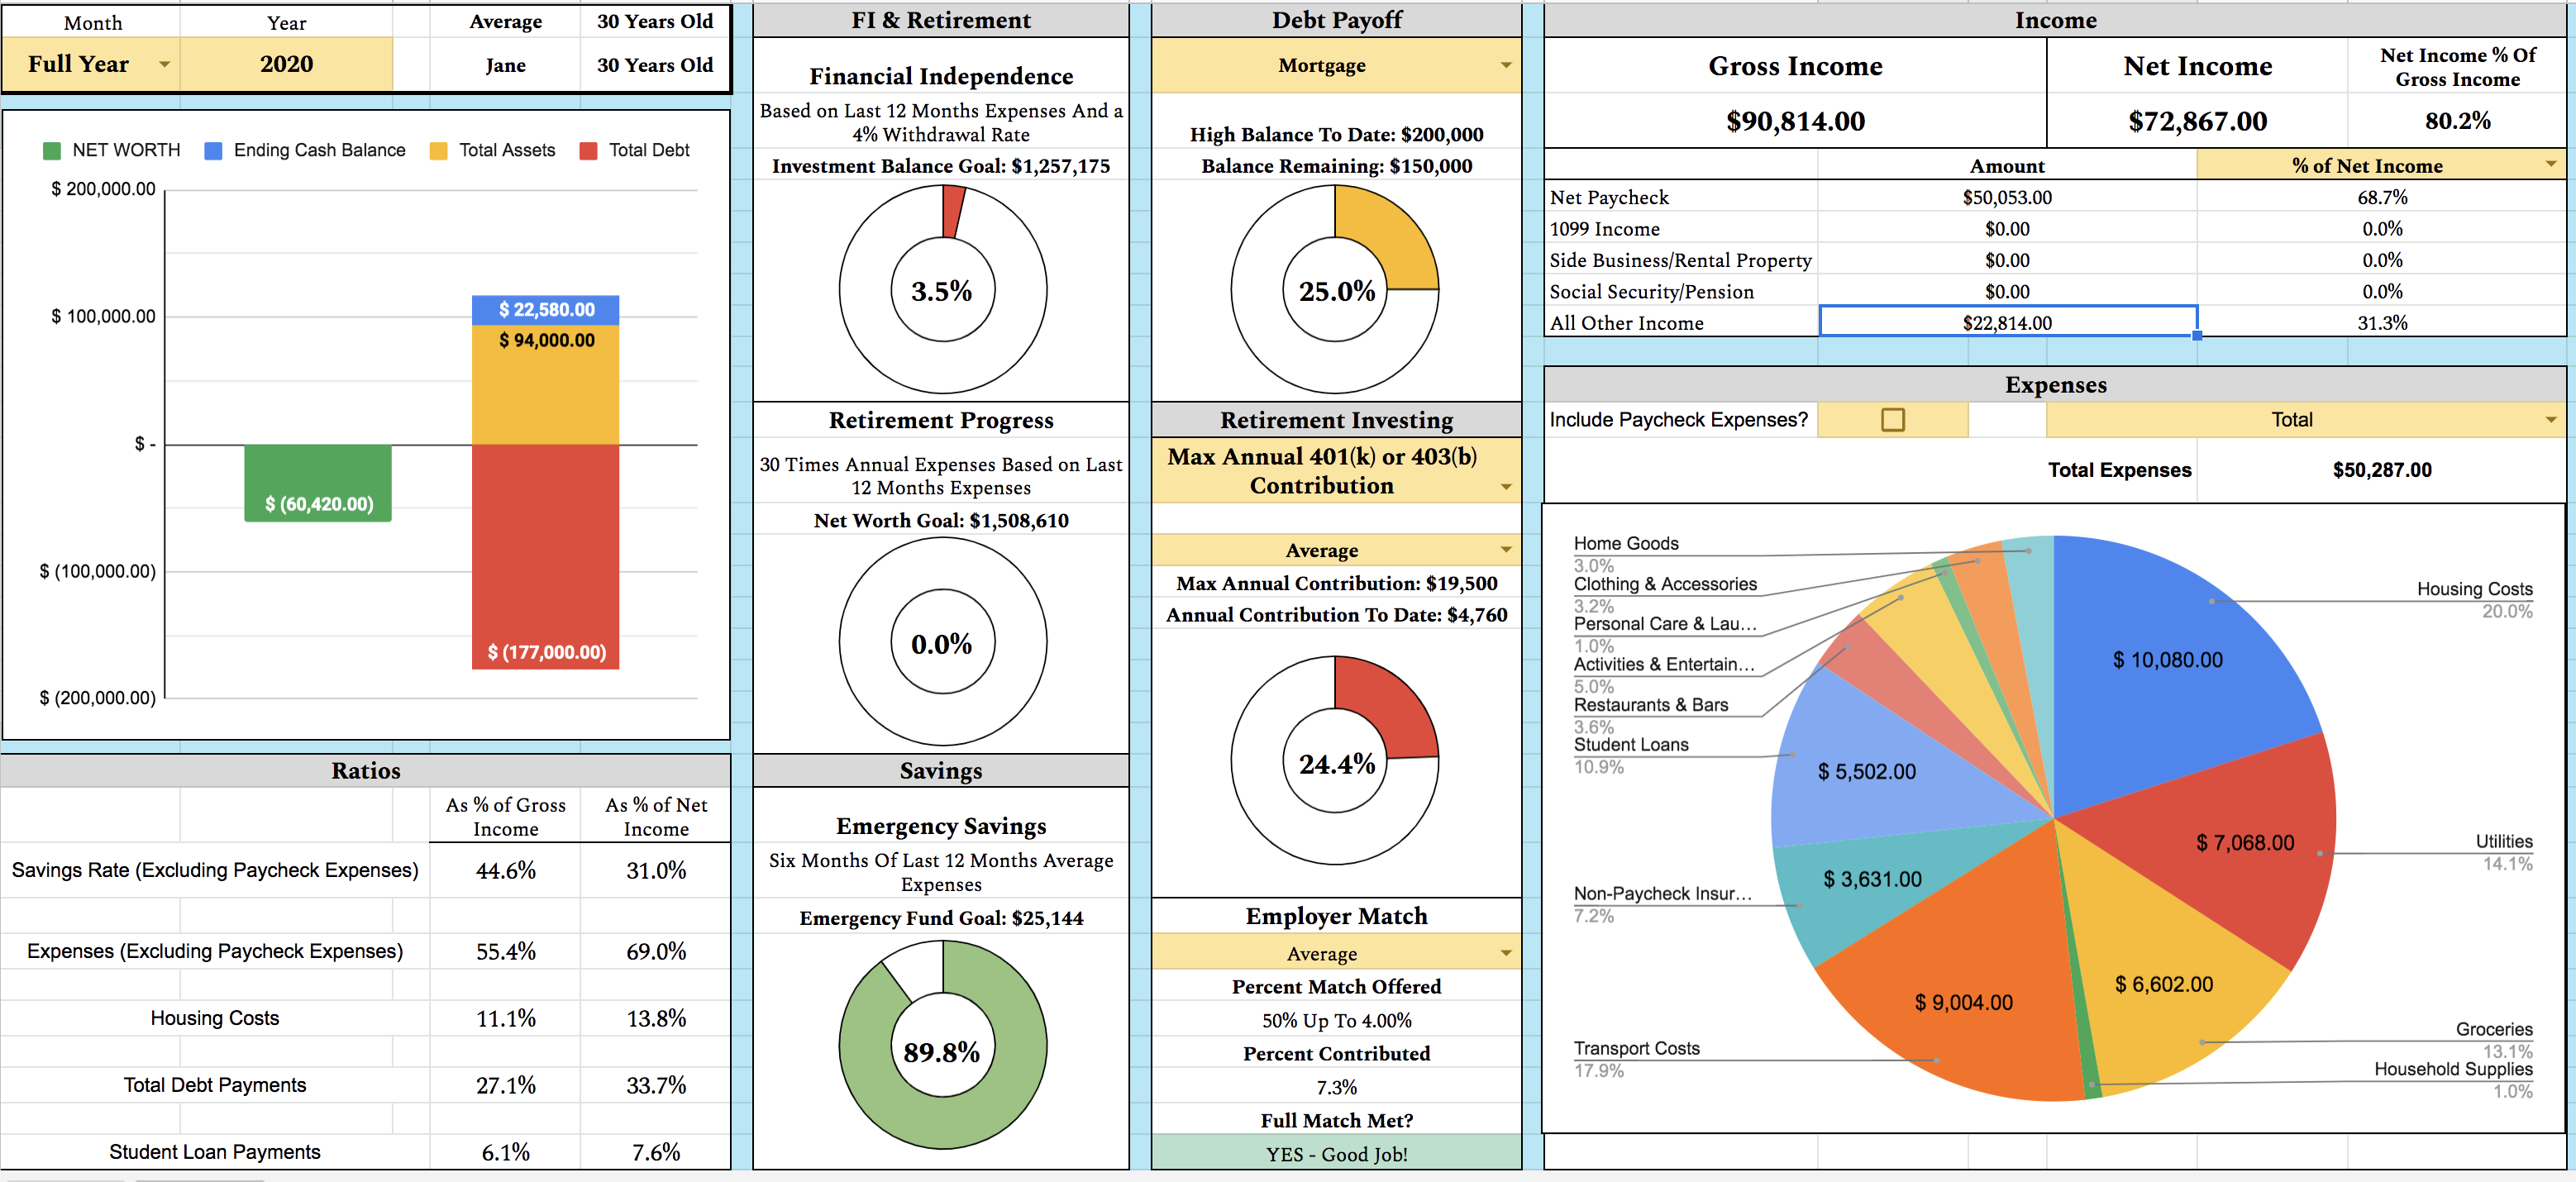 Month Year Average 30 Years Old
Full Year 2020 Jane 30 Years Old
NET WORTH Ending Cash Balance Total Assets Total Debt
$ 200,000.00
$ 100,000.00
$ -
$ (100,000.00)
$ (200,000.00)
$ 22,580.00
$ 94,000.00
$ (60,420.00)
$ (177,000.00)
Ratios
As % of Gross Income As % of Net Income
Savings Rate (Excluding Paycheck Expenses) 44.6% 31.0%
Expenses (Excluding Paycheck Expenses) 55.4% 69.0%
Housing Costs 11.1% 13.8%
Total Debt Payments 27.1% 33.7%
Student Loan Payments 6.1% 7.6%
FI & Retirement
Financial Independence
Based on Last 12 Months Expenses And a
4% Withdrawal Rate
Investment Balance Goal: $1,257,175
3.5%
Retirement Progress
30 Times Annual Expenses Based on Last
12 Months Expenses
Net Worth Goal: $1,508,610
0.0%
Savings
Emergency Savings
Six Months Of Last 12 Months Average
Expenses
Emergency Fund Goal: $25,144
89.8%
Debt Payoff
Mortgage
High Balance To Date: $200,000
Balance Remaining: $150,000
25.0%
Retirement Investing
Max Annual 401(k) or 403(b)
Contribution
Average
Max Annual Contribution: $19,500
Annual Contribution To Date: $4,760
24.4%
Employer Match
Average
Percent Match Offered
50% Up To 4.00%
Percent Contributed
7.3%
Full Match Met?
YES - Good Job!
Income
Gross Income Net Income Net Income % Of Gross Income
$90,814.00 $72,867.00 80.2%
Amount % of Net Income
Net Paycheck $50,053.00 68.7%
1099 Income $0.00 0.0%
Side Business/Rental Property $0.00 0.0%
Social Security/Pension $0.00 0.0%
All Other Income $22,814.00 31.3%
Expenses
Include Paycheck Expenses? Total
Total Expenses $50,287.00
Home Goods
3.0%
Clothing & Accessories
3.2%
Personal Care & Lau...
1.0%
Activities & Entertain...
5.0%
Restaurants & Bars
3.6%
Student Loans
10.9%
Non-Paycheck Insur...
7.2%
Transport Costs
17.9%
$ 10,080.00
$ 7,068.00
$ 6,602.00
$ 9,004.00
$ 3,631.00
$ 5,502.00
Housing Costs
20.0%
Utilities
14.1%
Groceries
13.1%
Household Supplies
1.0%